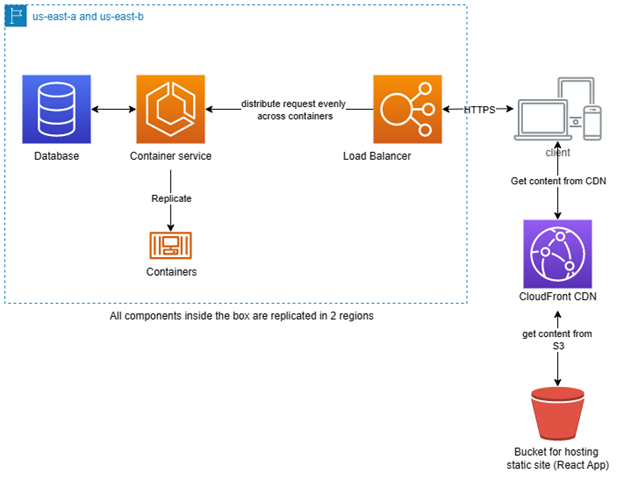 us-east-a and us-east-b
distribute request evenly
across containers
HTTPS
Database
Container service
Load Balancer
client
Get content from CDN
Replicate
Containers
CloudFront CDN
All components inside the box are replicated in 2 regions
get content from
S3
Bucket for hosting
static site (React App)